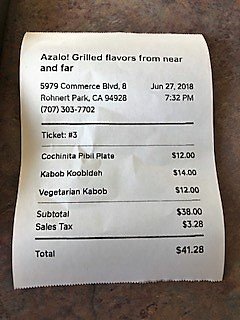 Azalo! Grilled flavors from near
and far
5979 Commerce Blvd, 8 Jun 27, 2018
Rohnert Park, CA 94928 7:32 PM
(707) 303-7702
Ticket: #3
Cochinita Pibil Plate $12.00
Kabob Koobideh $14.00
Vegetarian Kabob $12.00
Subtotal $38.00
Sales Tax $3.28
Total $41.28